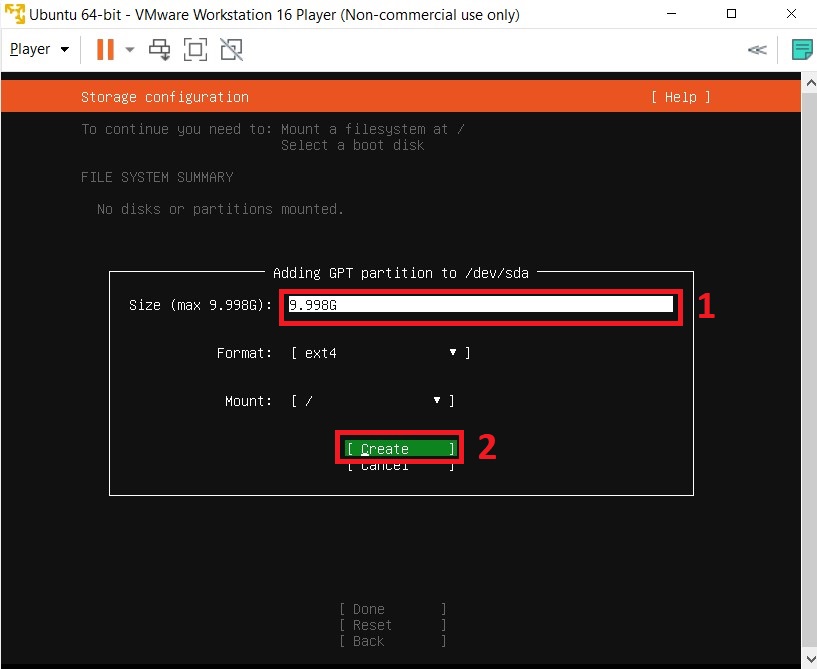 Ubuntu 64-bit - VMware Workstation 16 Player (Non-commercial use only)
Player
Storage configuration [ Help ]
To continue you need to: Mount a filesystem at /
Select a boot disk
FILE SYSTEM SUMMARY
No disks or partitions mounted.
Adding GPT partition to /dev/sda
Size (max 9.998G): 9.998G 1
Format: [ ext4 ▾ ]
Mount: [ / ▾ ]
[ Create ] 2
[ Cancel ]
[ Done ]
[ Reset ]
[ Back ]